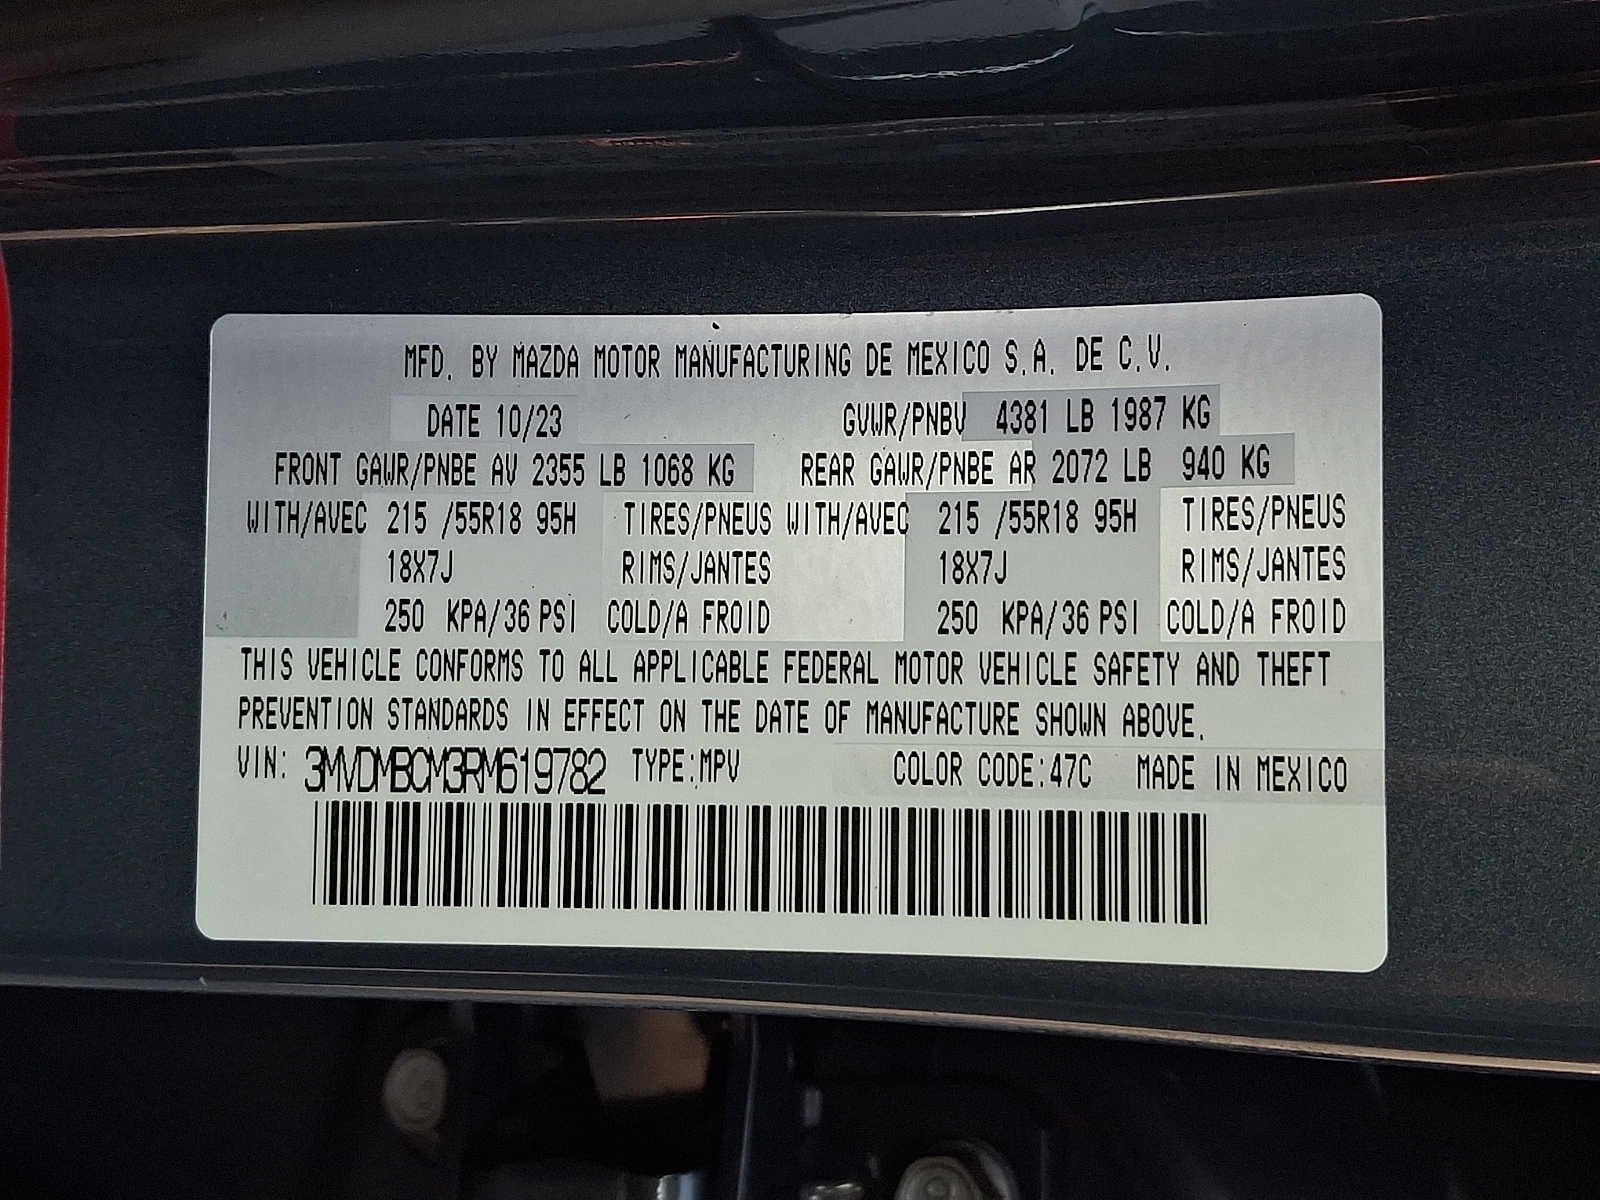 MFD. BY MAZDA MOTOR MANUFACTURING DE MEXICO S.A. DE C.V.
DATE 10/23 GVWR/PNBV 4381 LB 1987 KG
FRONT GAWR/PNBE AV 2355 LB 1068 KG REAR GAWR/PNBE AR 2072 LB 940 KG
WITH/AVEC 215 /55R18 95H TIRES/PNEUS WITH/AVEC 215 /55R18 95H TIRES/PNEUS
18X7J RIMS/JANTES 18X7J RIMS/JANTES
250 KPA/36 PSI COLD/A FROID 250 KPA/36 PSI COLD/A FROID
THIS VEHICLE CONFORMS TO ALL APPLICABLE FEDERAL MOTOR VEHICLE SAFETY AND THEFT
PREVENTION STANDARDS IN EFFECT ON THE DATE OF MANUFACTURE SHOWN ABOVE.
VIN: 3MVDMBCM3RM619782 TYPE:MPV COLOR CODE:47C MADE IN MEXICO